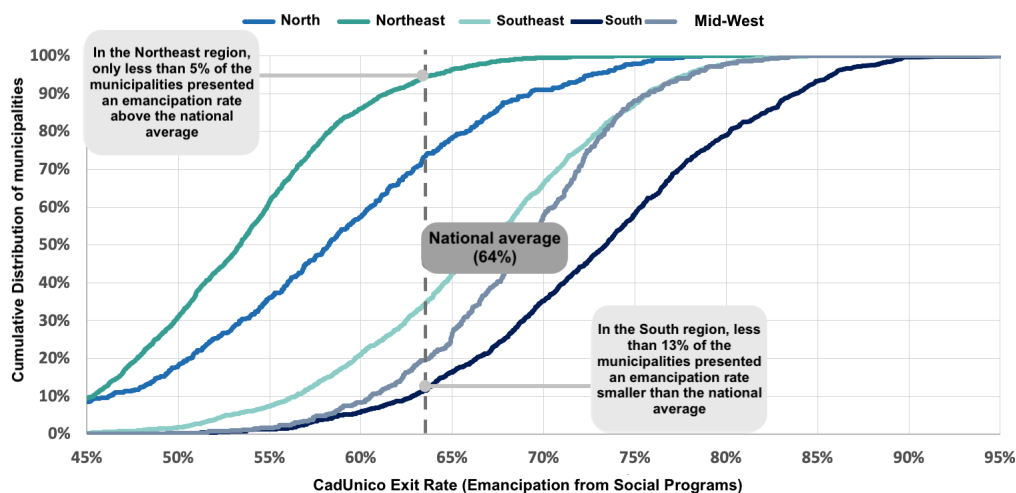 North Northeast Southeast South Mid-West
In the Northeast region,
only less than 5% of the
municipalities presented
an emancipation rate
above the national
average
Cumulative Distribution of municipalities
100%
90%
80%
70%
60%
50%
40%
30%
20%
10%
0%
National average
(64%)
In the South region, less
than 13% of the
municipalities presented
an emancipation rate
smaller than the national
average
45% 50% 55% 60% 65% 70% 75% 80% 85% 90% 95%
CadUnico Exit Rate (Emancipation from Social Programs)